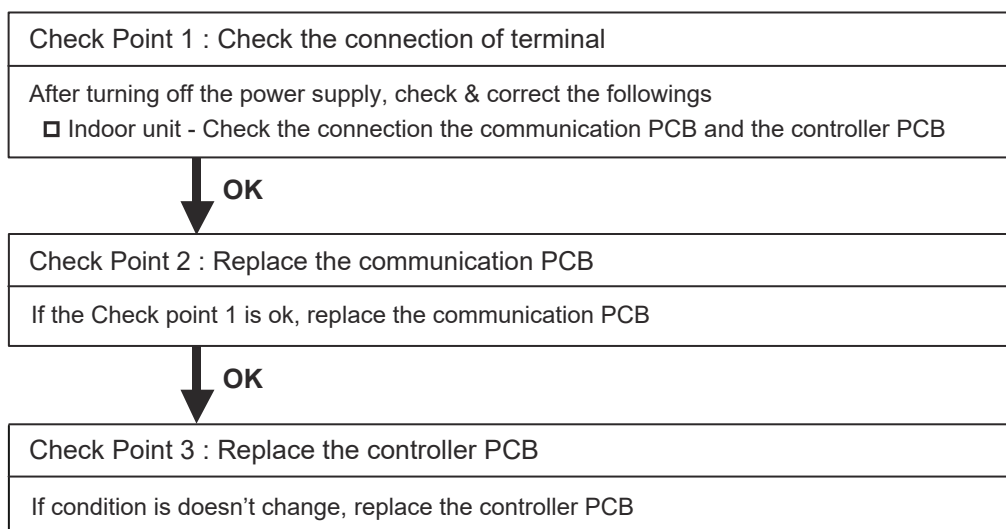 Check Point 1 : Check the connection of terminal
After turning off the power supply, check & correct the followings
Indoor unit - Check the connection the communication PCB and the controller PCB
OK
Check Point 2 : Replace the communication PCB
If the Check point 1 is ok, replace the communication PCB
OK
Check Point 3 : Replace the controller PCB
If condition is doesn’t change, replace the controller PCB